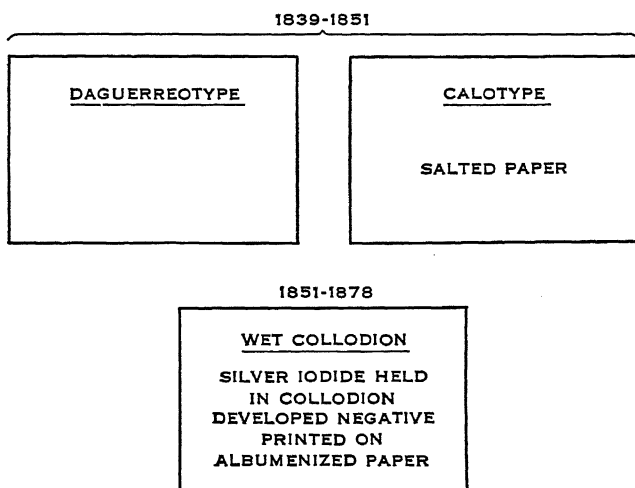 1839-1851
DAGUERREOTYPE
CALOTYPE
SALTED PAPER
1851-1878
WET COLLODION
SILVER IODIDE HELD
IN COLLODION
DEVELOPED NEGATIVE
PRINTED ON
ALBUMENIZED PAPER